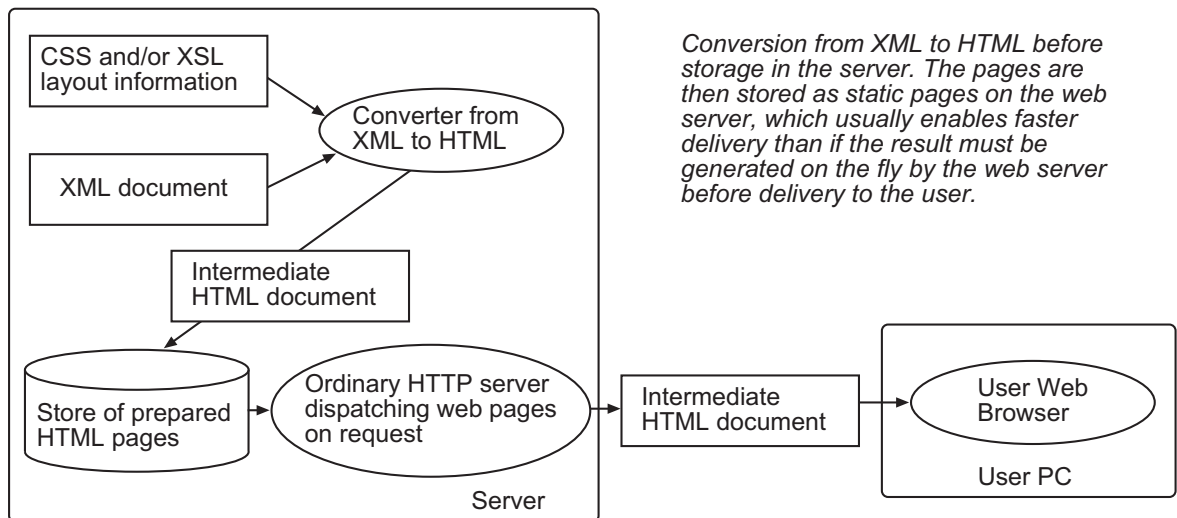 CSS and/or XSL
layout information
Converter from
XML to HTML
XML document
Intermediate
HTML document
Store of prepared
HTML pages
Ordinary HTTP server
dispatching web pages
on request
Server
Conversion from XML to HTML before
storage in the server. The pages are
then stored as static pages on the web
server, which usually enables faster
delivery than if the result must be
generated on the fly by the web server
before delivery to the user.
Intermediate
HTML document
User Web
Browser
User PC